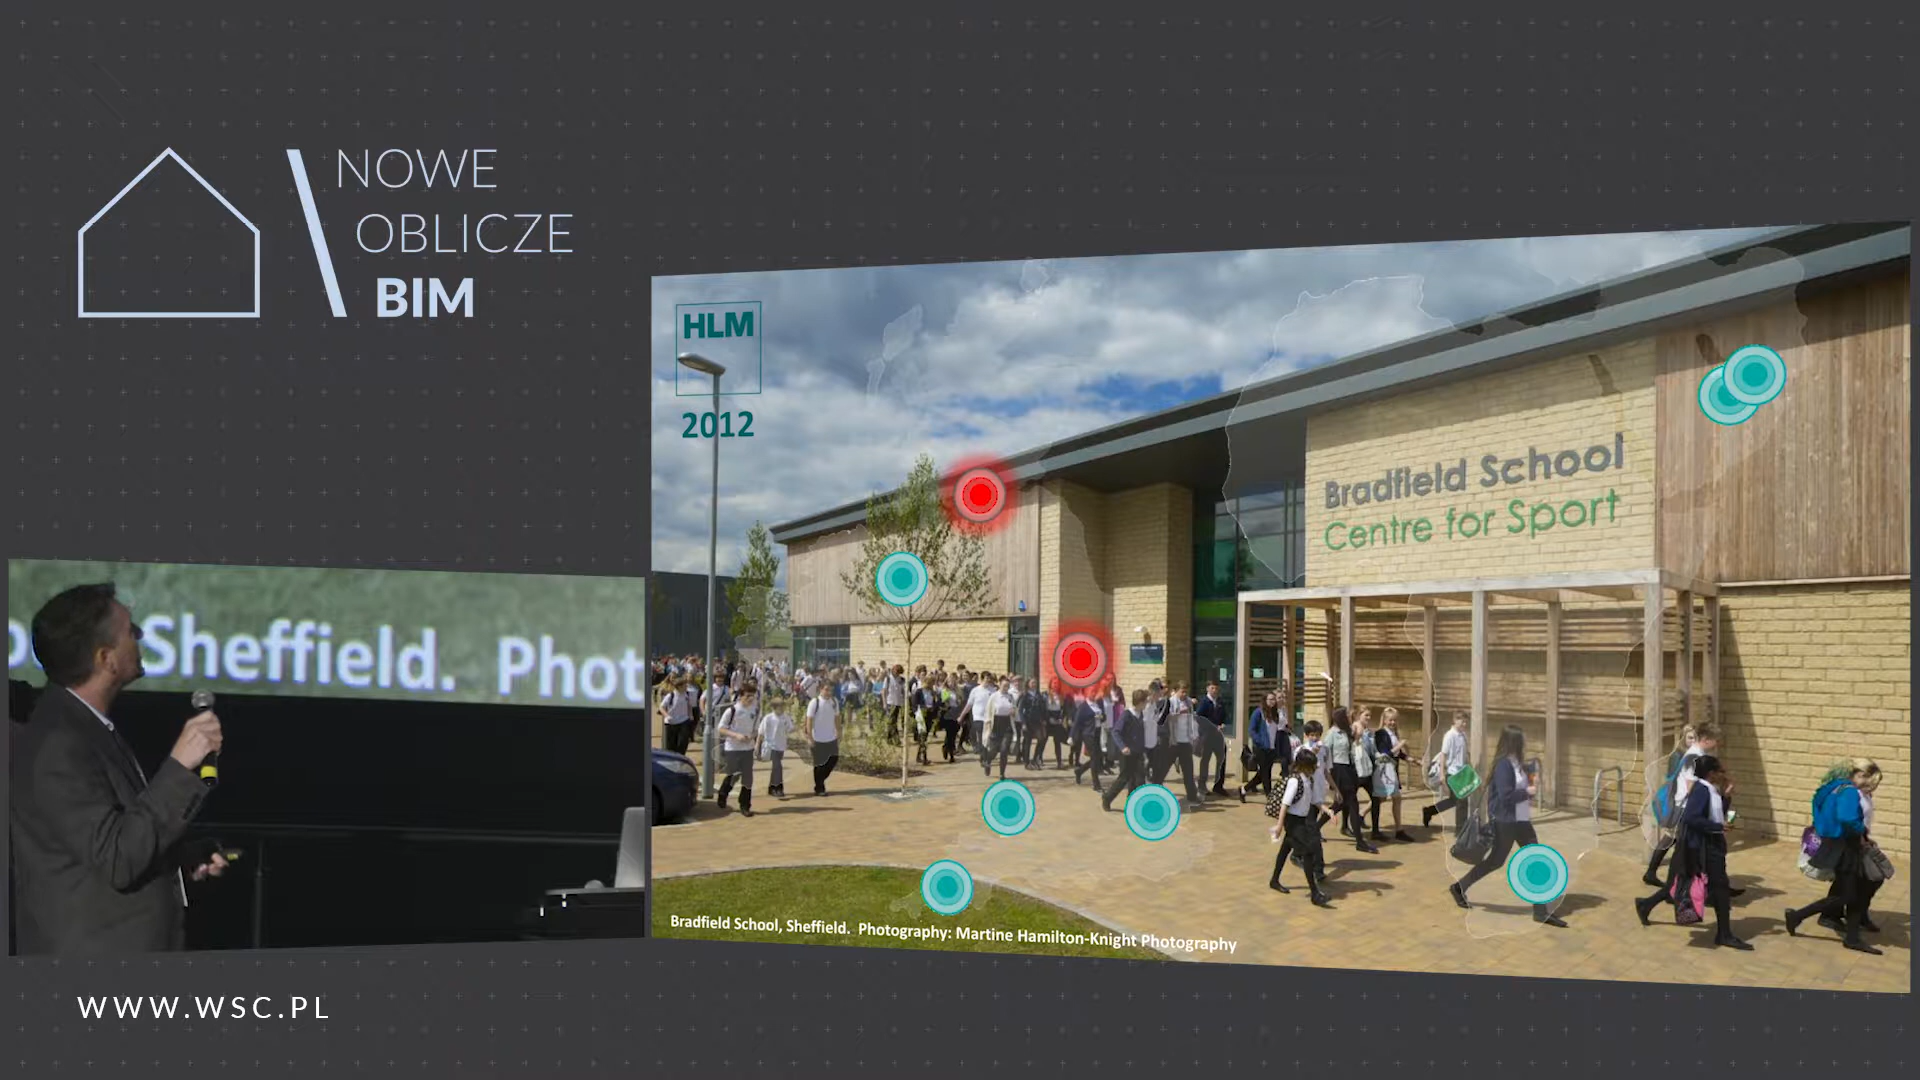 NOWE
OBLICZE
BIM
HLM
2012
Bradfield School
Centre for Sport
Sheffield. Phot
Bradfield School, Sheffield. Photography: Martine Hamilton-Knight Photography
WWW.WSC.PL